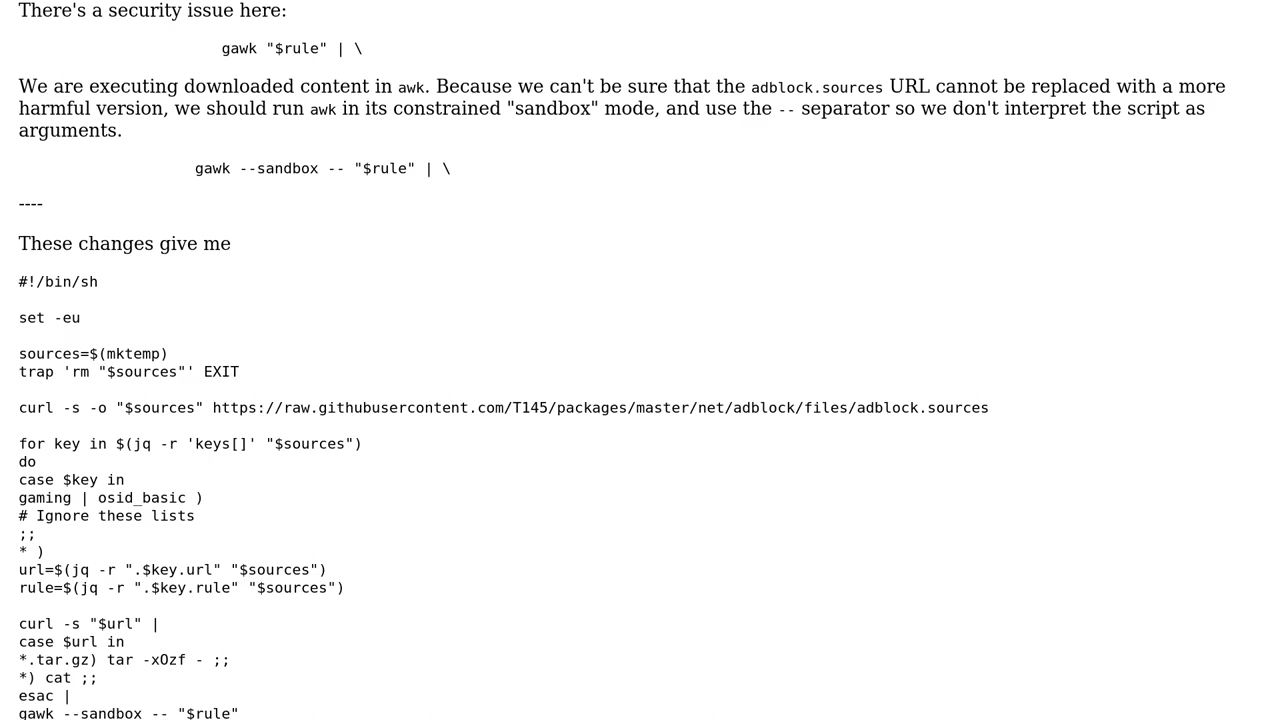 There's a security issue here:
gawk "$rule" | \
We are executing downloaded content in awk. Because we can't be sure that the adblock.sources URL cannot be replaced with a more
harmful version, we should run awk in its constrained "sandbox" mode, and use the -- separator so we don't interpret the script as
arguments.
gawk --sandbox -- "$rule" | \
----
These changes give me
#!/bin/sh
set -eu
sources=$(mktemp)
trap 'rm "$sources"' EXIT
curl -s -o "$sources" https://raw.githubusercontent.com/T145/packages/master/net/adblock/files/adblock.sources
for key in $(jq -r 'keys[]' "$sources")
do
case $key in
gaming | osid_basic )
# Ignore these lists
;;
* )
url=$(jq -r ".$key.url" "$sources")
rule=$(jq -r ".$key.rule" "$sources")
curl -s "$url" |
case $url in
*.tar.gz) tar -xOzf - ;;
*) cat ;;
esac |
gawk --sandbox -- "$rule"